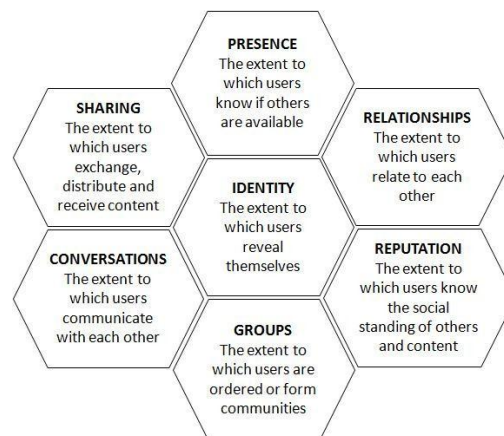 PRESENCE
The extent to
which users
know if others
are available
SHARING
The extent to
which users
exchange,
distribute and
receive content
RELATIONSHIPS
The extent to
which users
relate to each
other
IDENTITY
The extent to
which users
reveal
themselves
CONVERSATIONS
The extent to
which users
communicate
with each other
REPUTATION
The extent to
which users know
the social
standing of others
and content
GROUPS
The extent to
which users are
ordered or form
communities